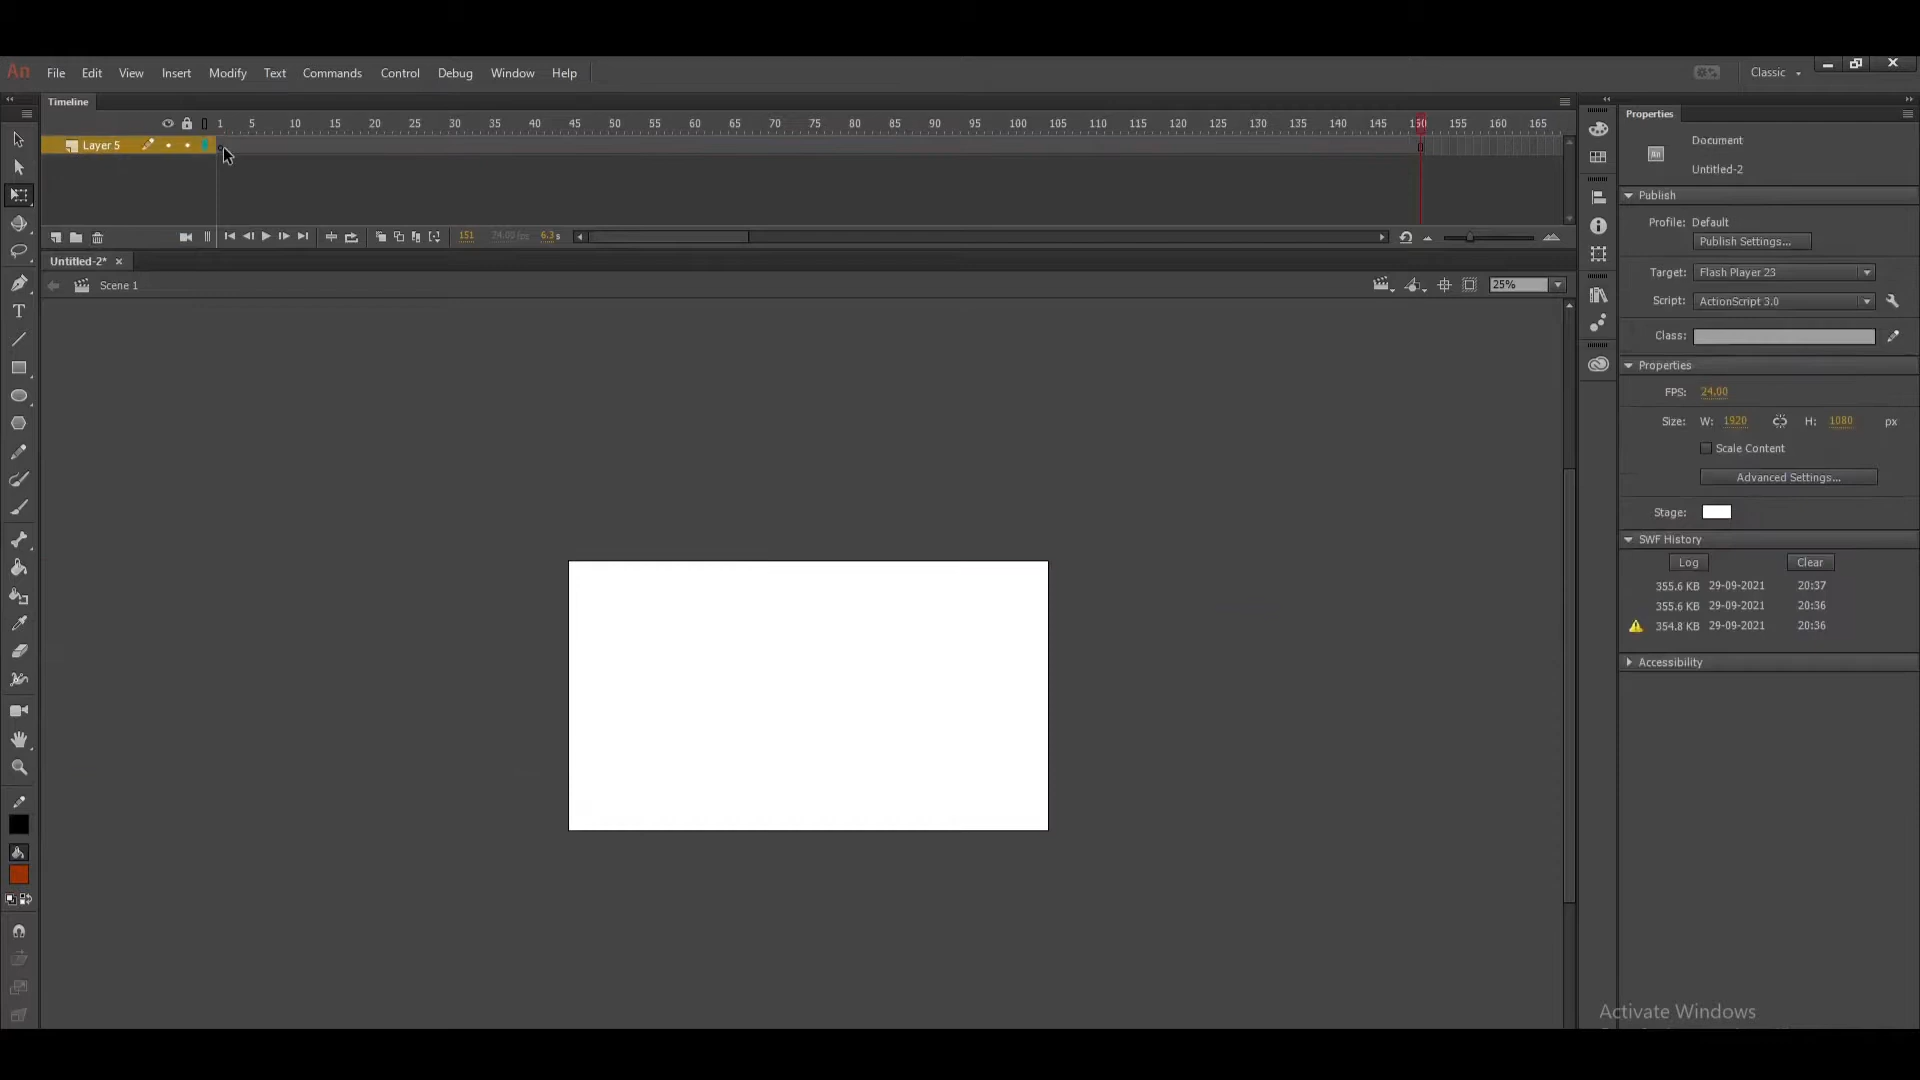 An File Edit View Insert Modify Text Commands Control Debug Window Help Classic
Timeline
1 5 10 15 20 25 30 35 40 45 50 55 60 65 70 75 80 85 90 95 100 105 110 115 120 125 130 135 140 145 150 155 160 165
Layer 5
151 24.00 fps 6.3 s
Untitled-2*
Scene 1
25%
Properties
An
Document
Untitled-2
Publish
Profile: Default
Publish Settings...
Target: Flash Player 23
Script: ActionScript 3.0
Class:
Properties
FPS: 24.00
Size: W: 1920 H: 1080 px
Scale Content
Advanced Settings...
Stage:
SWF History
Log Clear
355.6 KB 29-09-2021 20:37
355.6 KB 29-09-2021 20:36
354.8 KB 29-09-2021 20:36
Accessibility
Activate Windows